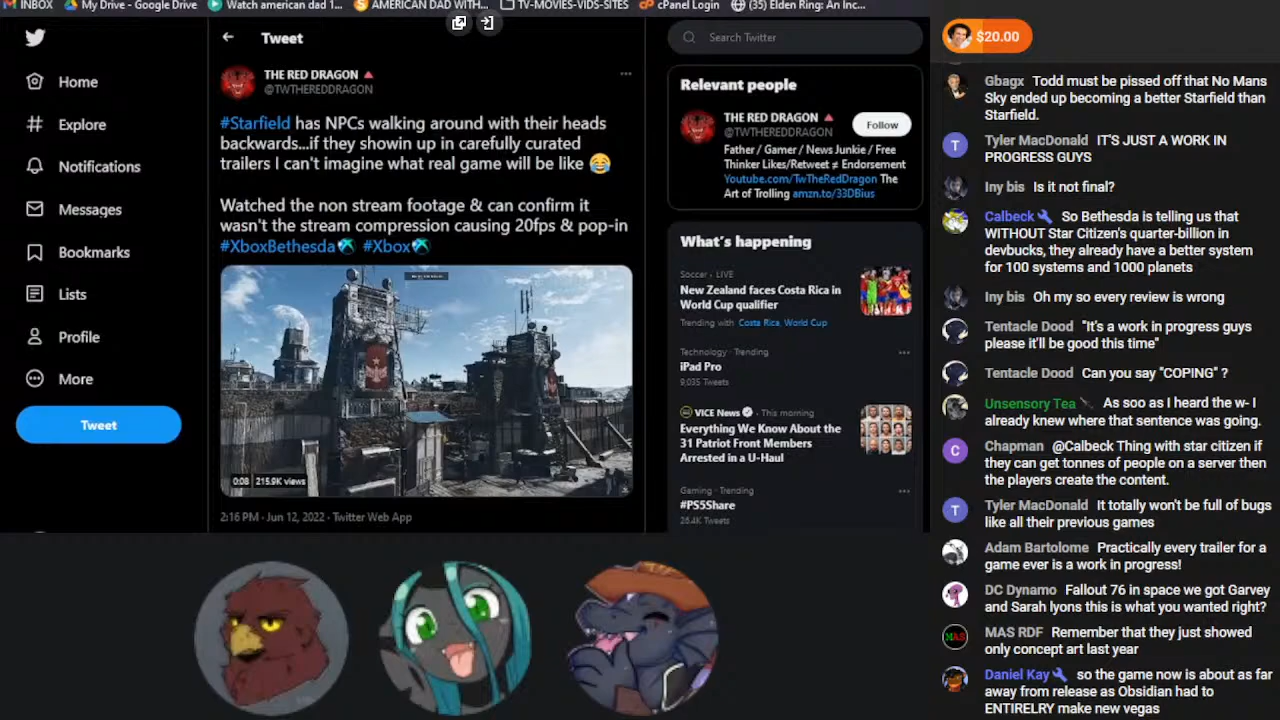 INBOX
My Drive - Google Drive
Watch american dad 1...
AMERICAN DAD WITH...
TV-MOVIES-VIDS-SITES
cPanel Login
(35) Elden Ring: An Inc...
Home
Explore
Notifications
Messages
Bookmarks
Lists
Profile
More
Tweet
Tweet
THE RED DRAGON
@TWTHEREDDRAGON
#Starfield has NPCs walking around with their heads
backwards...if they showin up in carefully curated
trailers I can't imagine what real game will be like 😂
Watched the non stream footage & can confirm it
wasn't the stream compression causing 20fps & pop-in
#XboxBethesda #Xbox
0:08 215.9K views
2:16 PM · Jun 12, 2022 · Twitter Web App
Search Twitter
Relevant people
THE RED DRAGON
@TWTHEREDDRAGON
Follow
Father / Gamer / News Junkie / Free
Thinker Likes/Retweet ≠ Endorsement
Youtube.com/TwTheRedDragon The
Art of Trolling amzn.to/33DBius
What's happening
Soccer · LIVE
New Zealand faces Costa Rica in
World Cup qualifier
Trending with Costa Rica, World Cup
Technology · Trending
iPad Pro
9,035 Tweets
VICE News · This morning
Everything We Know About the
31 Patriot Front Members
Arrested in a U-Haul
Gaming · Trending
#PS5Share
$20.00
Gbagx Todd must be pissed off that No Mans
Sky ended up becoming a better Starfield than
Starfield.
Tyler MacDonald IT'S JUST A WORK IN
PROGRESS GUYS
Iny bis Is it not final?
Calbeck So Bethesda is telling us that
WITHOUT Star Citizen's quarter-billion in
devbucks, they already have a better system
for 100 systems and 1000 planets
Iny bis Oh my so every review is wrong
Tentacle Dood "It's a work in progress guys
please it'll be good this time"
Tentacle Dood Can you say "COPING" ?
Unsensory Tea As soo as I heard the w- I
already knew where that sentence was going.
Chapman @Calbeck Thing with star citizen if
they can get tonnes of people on a server then
the players create the content.
Tyler MacDonald It totally won't be full of bugs
like all their previous games
Adam Bartolome Practically every trailer for a
game ever is a work in progress!
DC Dynamo Fallout 76 in space we got Garvey
and Sarah lyons this is what you wanted right?
MAS RDF Remember that they just showed
only concept art last year
Daniel Kay so the game now is about as far
away from release as Obsidian had to
ENTIRELRY make new vegas